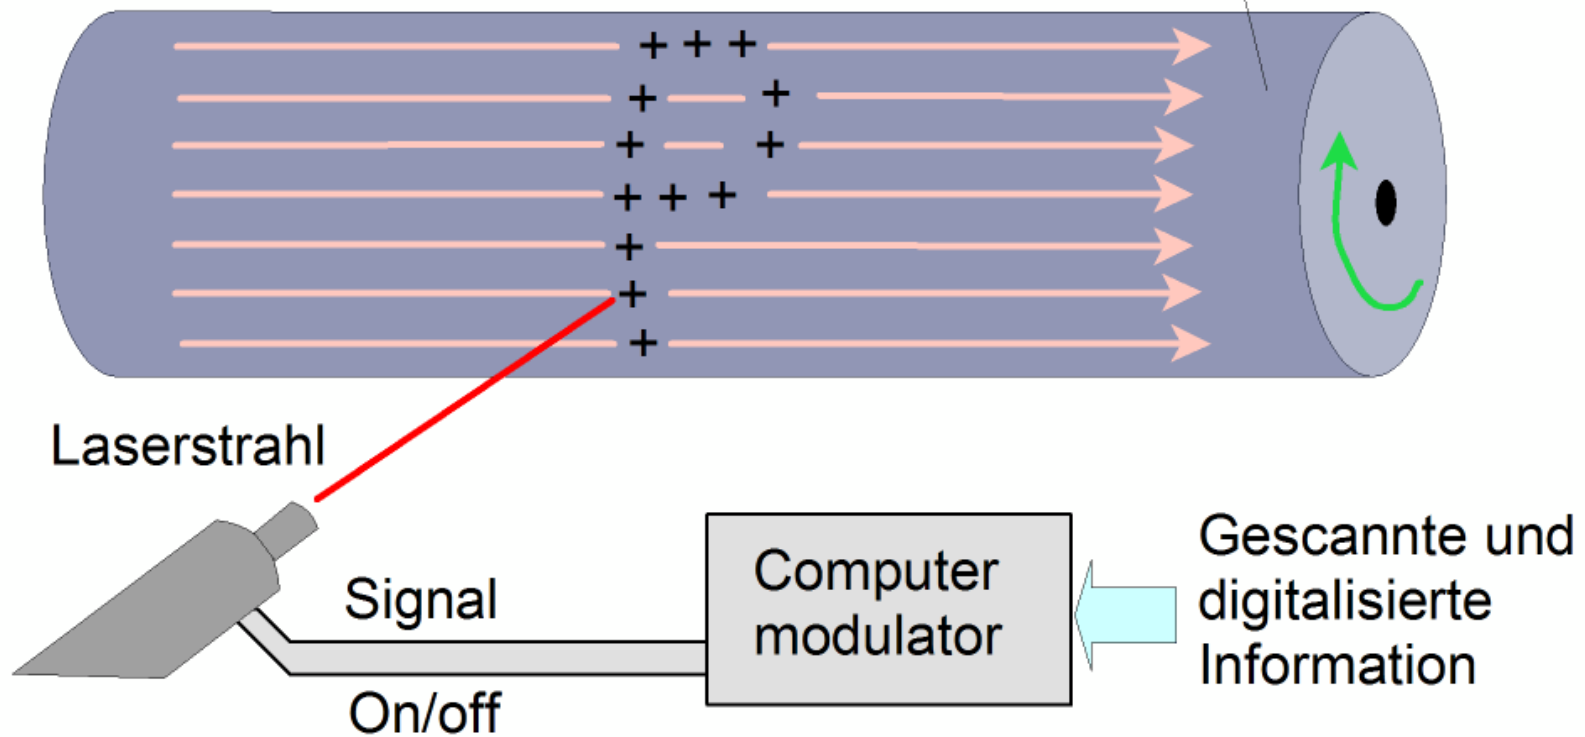 + + +
+ +
+ +
+ + +
+
+
+
Laserstrahl
Signal
On/off
Computer
modulator
Gescannte und
digitalisierte
Information